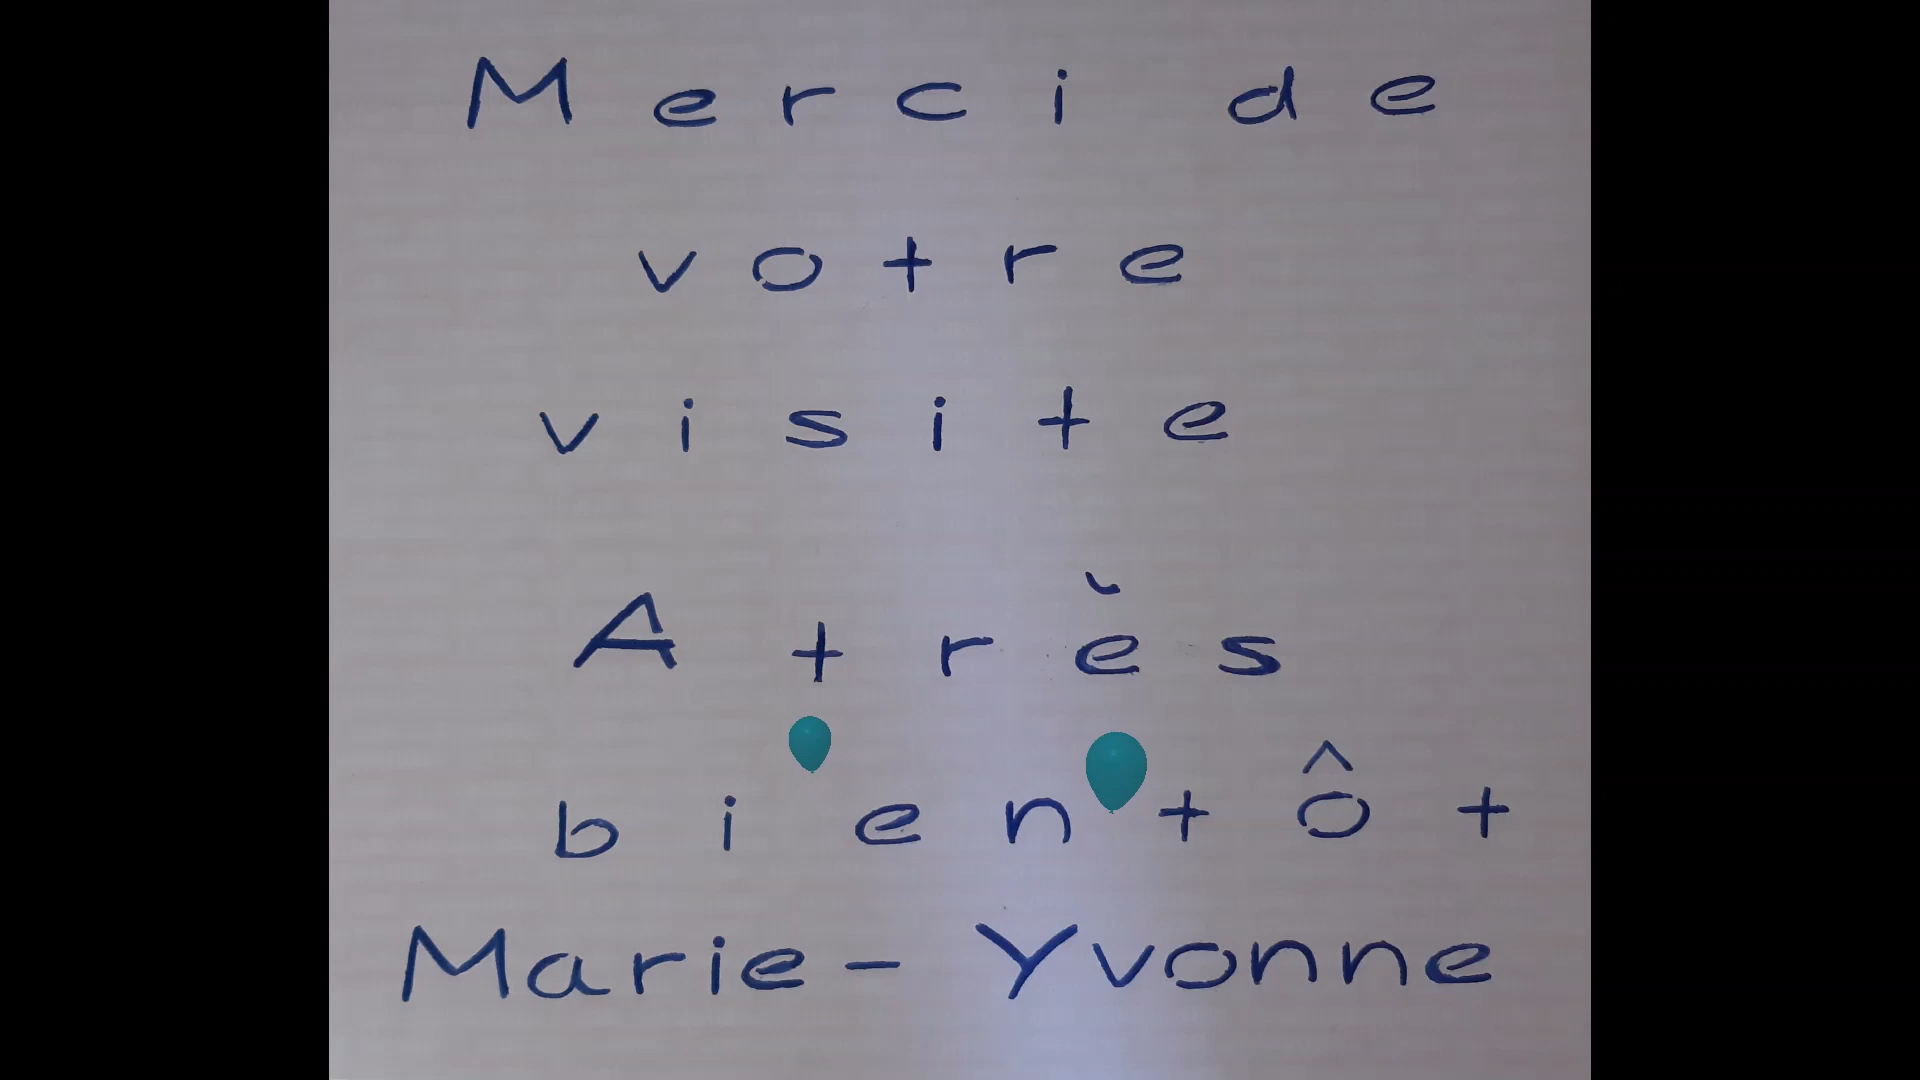 Merci de
votre
visite
A très
bientôt
Marie-Yvonne